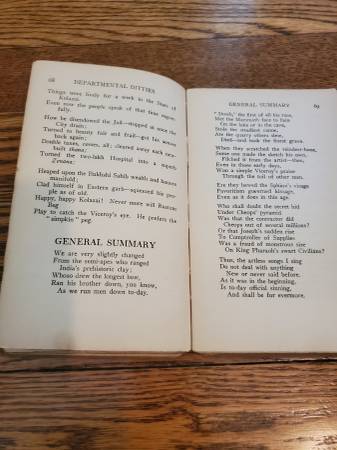 68 DEPARTMENTAL DITTIES
Things went lively for a week in the State of
Kolazai.
Even now the people speak of that time
fully.
How he disendowed the Jail—stopped at once the
City drain;
Turned to beauty fair and frail—got his senses
back again;
Doubled taxes, cesses, all; cleared away each new-
built thana;
Turned the two-lakh Hospital into a superb
Zenana;
Heaped upon the Bukhshi Sahib wealth and honours
manifold;
Clad himself in Eastern garb—squeezed his peo-
ple as of old.
Happy, happy Kolazai! Never more will Rustum
Beg
Play to catch the Viceroy's eye. He prefers the
"simpkin" peg.
GENERAL SUMMARY
We are very slightly changed
From the semi-apes who ranged
India's prehistoric clay;
Whoso drew the longest bow,
Ran his brother down, you know,
As we run men down to-day.
GENERAL SUMMARY 69
"Dowb," the first of all his race,
Met the Mammoth face to face
On the lake or in the cave,
Stole the steadiest canoe,
Ate the quarry others slew,
Died—and took the finest grave.
When they scratched the reindeer-bone,
Some one made the sketch his own,
Filched it from the artist—then,
Even in those early days,
Won a simple Viceroy's praise
Through the toil of other men.
Ere they hewed the Sphinx's visage
Favoritism governed kissage,
Even as it does in this age.
Who shall doubt the secret hid
Under Cheops' pyramid
Was that the contractor did
Cheops out of several millions?
Or that Joseph's sudden rise
To Comptroller of Supplies
Was a fraud of monstrous size
On King Pharaoh's swart Civilians?
Thus, the artless songs I sing
Do not deal with anything
New or never said before.
As it was in the beginning,
Is to-day official sinning,
And shall be for evermore.